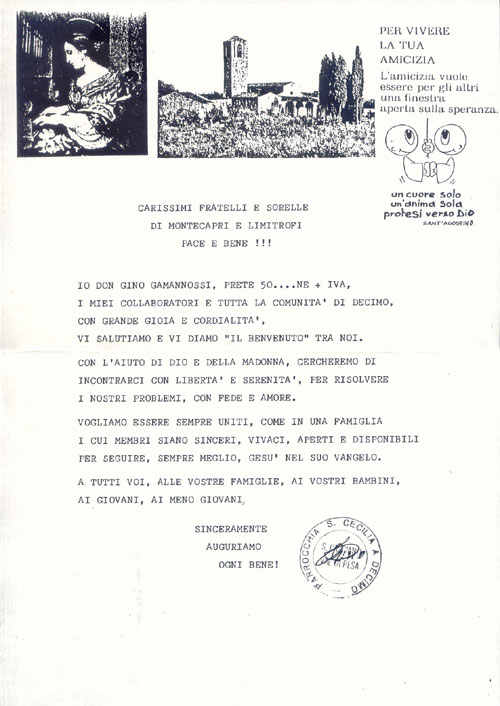 PER VIVERE
LA TUA
AMICIZIA
L'amicizia vuole
essere per gli altri
una finestra
aperta sulla speranza.
un cuore solo
un'anima sola
protesi verso Dio
SANT'AGOSTINO
CARISSIMI FRATELLI E SORELLE
DI MONTECAPRI E LIMITROFI
PACE E BENE !!!
IO DON GINO GAMANNOSSI, PRETE 50....NE + IVA,
I MIEI COLLABORATORI E TUTTA LA COMUNITA' DI DECIMO,
CON GRANDE GIOIA E CORDIALITA',
VI SALUTIAMO E VI DIAMO "IL BENVENUTO" TRA NOI.
CON L'AIUTO DI DIO E DELLA MADONNA, CERCHEREMO DI
INCONTRARCI CON LIBERTA' E SERENITA', PER RISOLVERE
I NOSTRI PROBLEMI, CON FEDE E AMORE.
VOGLIAMO ESSERE SEMPRE UNITI, COME IN UNA FAMIGLIA
I CUI MEMBRI SIANO SINCERI, VIVACI, APERTI E DISPONIBILI
PER SEGUIRE, SEMPRE MEGLIO, GESU' NEL SUO VANGELO.
A TUTTI VOI, ALLE VOSTRE FAMIGLIE, AI VOSTRI BAMBINI,
AI GIOVANI, AI MENO GIOVANI,
SINCERAMENTE
AUGURIAMO
OGNI BENE!
PARROCCHIA S. CECILIA A DECIMO
PESA